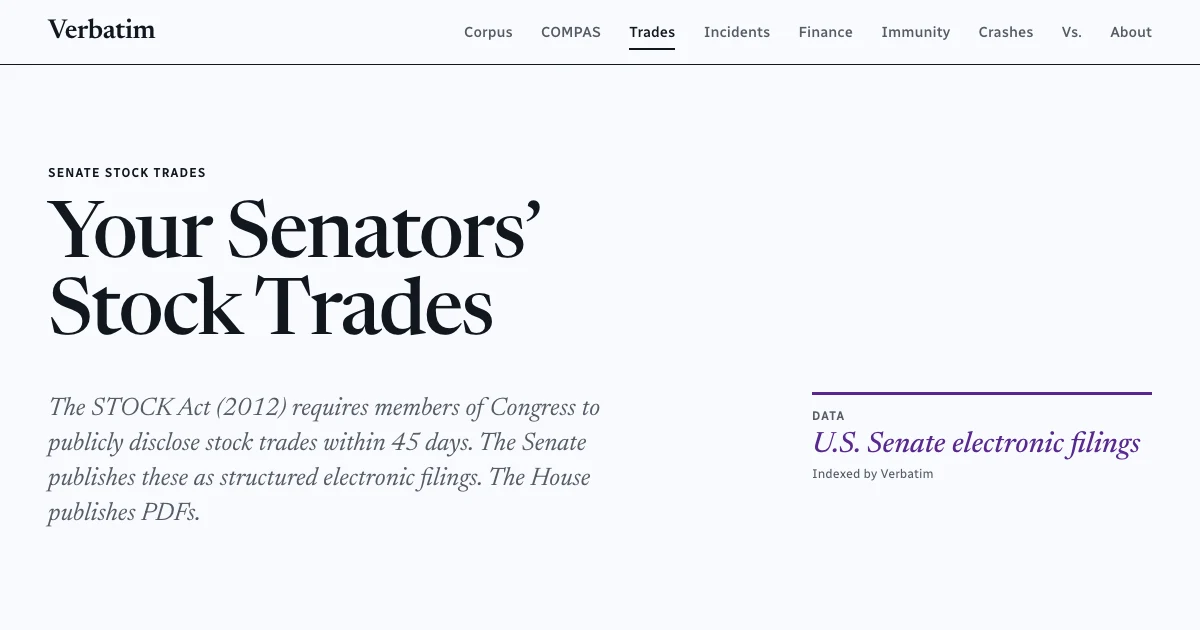 Verbatim
Corpus COMPAS Trades Incidents Finance Immunity Crashes Vs. About
SENATE STOCK TRADES
Your Senators’
Stock Trades
The STOCK Act (2012) requires members of Congress to
publicly disclose stock trades within 45 days. The Senate
publishes these as structured electronic filings. The House
publishes PDFs.
DATA
U.S. Senate electronic filings
Indexed by Verbatim